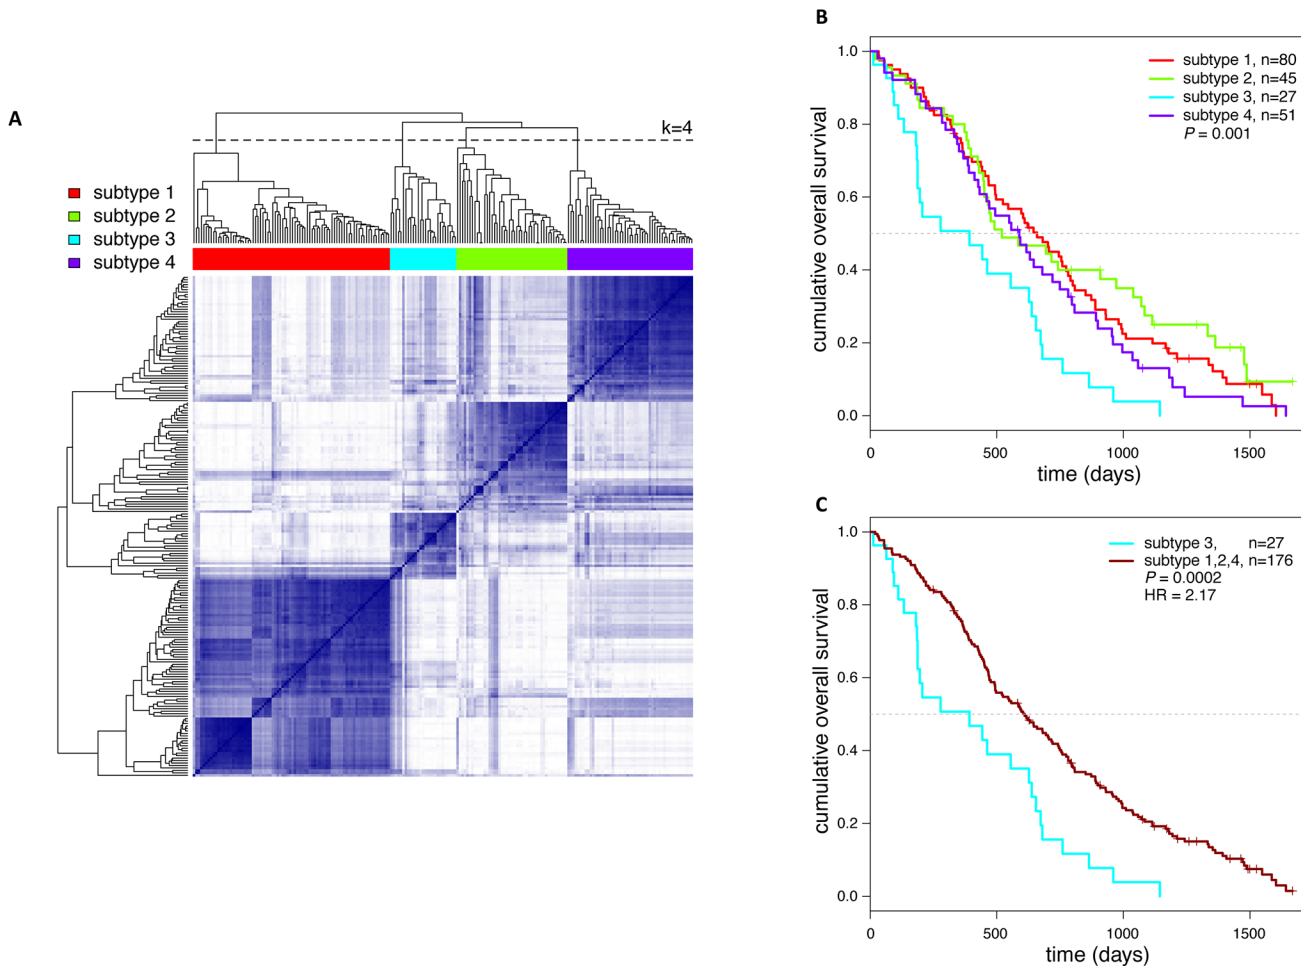 A
k=4
subtype 1
subtype 2
subtype 3
subtype 4
B
cumulative overall survival
1.0
0.8
0.6
0.4
0.2
0.0
subtype 1, n=80
subtype 2, n=45
subtype 3, n=27
subtype 4, n=51
P = 0.001
0 500 1000 1500
time (days)
C
cumulative overall survival
1.0
0.8
0.6
0.4
0.2
0.0
subtype 3, n=27
subtype 1,2,4, n=176
P = 0.0002
HR = 2.17
0 500 1000 1500
time (days)